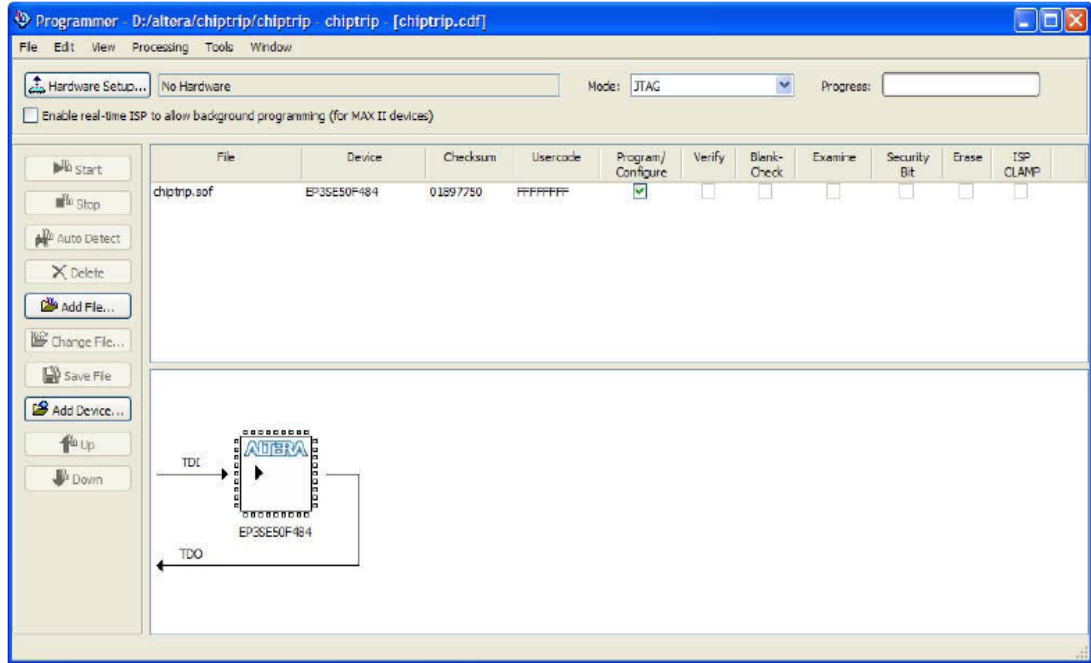 Programmer - D:/altera/chiptrip/chiptrip - chiptrip - [chiptrip.cdf]
File Edit View Processing Tools Window
Hardware Setup... No Hardware Mode: JTAG Progress:
Enable real-time ISP to allow background programming (for MAX II devices)
File Device Checksum Usercode Program/ Configure Verify Blank- Check Examine Security Bit Erase ISP CLAMP
chiptrip.sof EP3SE50F484 01897750 FFFFFFFF
Start
Stop
Auto Detect
Delete
Add File...
Change File...
Save File
Add Device...
Up
Down
ALTERA
TDI
EP3SE50F484
TDO